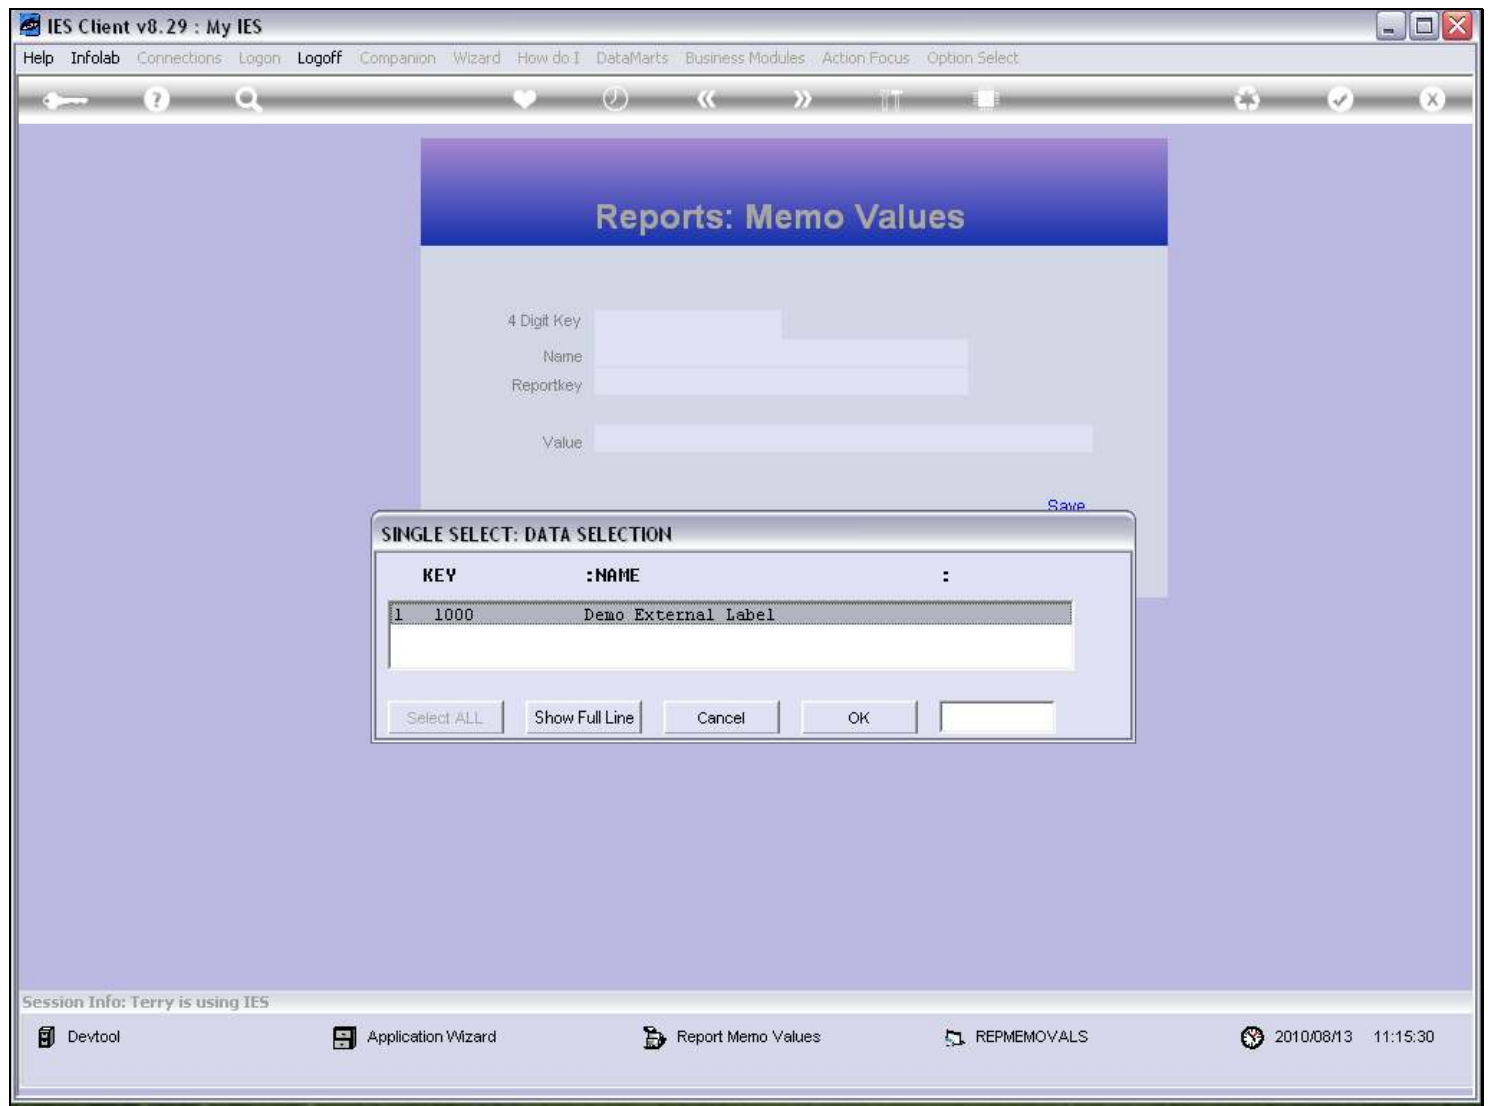 IES Client v8.29 : My IES
Help Infolab Connections Logon Logoff Companion Wizard How do I DataMarts Business Modules Action Focus Option Select
Reports: Memo Values
4 Digit Key
Name
Reportkey
Value
Save
SINGLE SELECT: DATA SELECTION
KEY :NAME :
1 1000 Demo External Label
Select ALL Show Full Line Cancel OK
Session Info: Terry is using IES
Devtool Application Wizard Report Memo Values REPMEMOVALS 2010/08/13 11:15:30